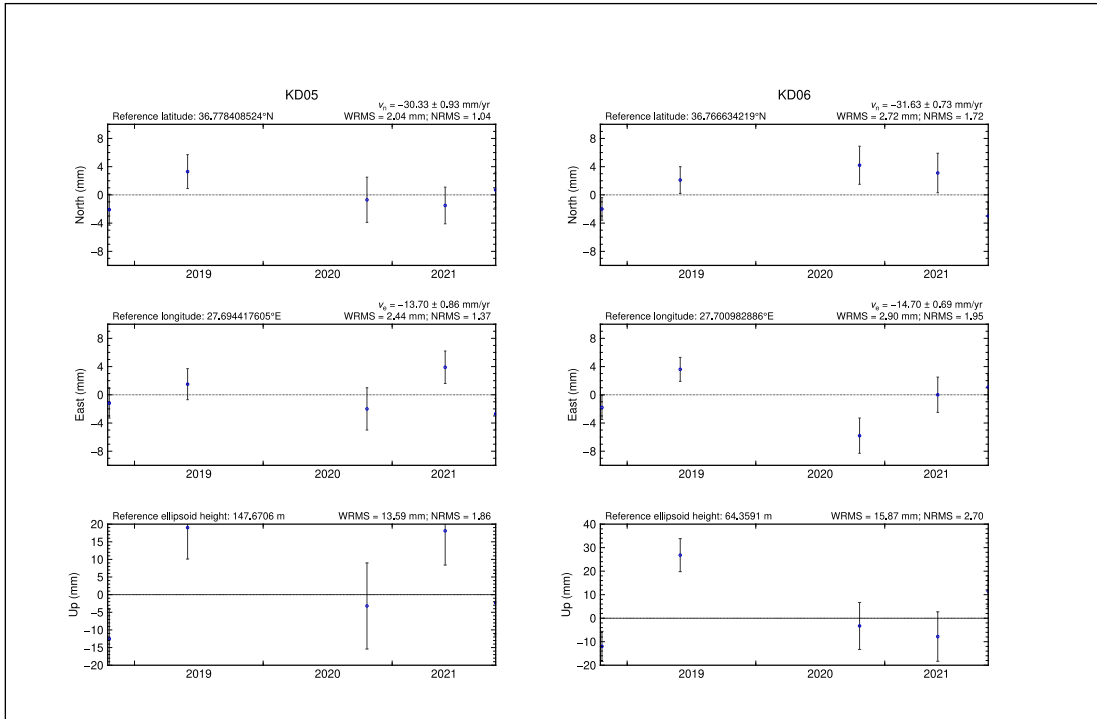 KD05
vn = −30.33 ± 0.93 mm/yr
Reference latitude: 36.778408524°N WRMS = 2.04 mm; NRMS = 1.04
8
4
0
−4
−8
North (mm)
2019 2020 2021
ve = −13.70 ± 0.86 mm/yr
Reference longitude: 27.694417605°E WRMS = 2.44 mm; NRMS = 1.37
8
4
0
−4
−8
East (mm)
2019 2020 2021
Reference ellipsoid height: 147.6706 m WRMS = 13.59 mm; NRMS = 1.86
20
15
10
5
0
−5
−10
−15
−20
Up (mm)
2019 2020 2021
KD06
vn = −31.63 ± 0.73 mm/yr
Reference latitude: 36.766634219°N WRMS = 2.72 mm; NRMS = 1.72
8
4
0
−4
−8
North (mm)
2019 2020 2021
ve = −14.70 ± 0.69 mm/yr
Reference longitude: 27.700982886°E WRMS = 2.90 mm; NRMS = 1.95
8
4
0
−4
−8
East (mm)
2019 2020 2021
Reference ellipsoid height: 64.3591 m WRMS = 15.87 mm; NRMS = 2.70
40
30
20
10
0
−10
−20
Up (mm)
2019 2020 2021